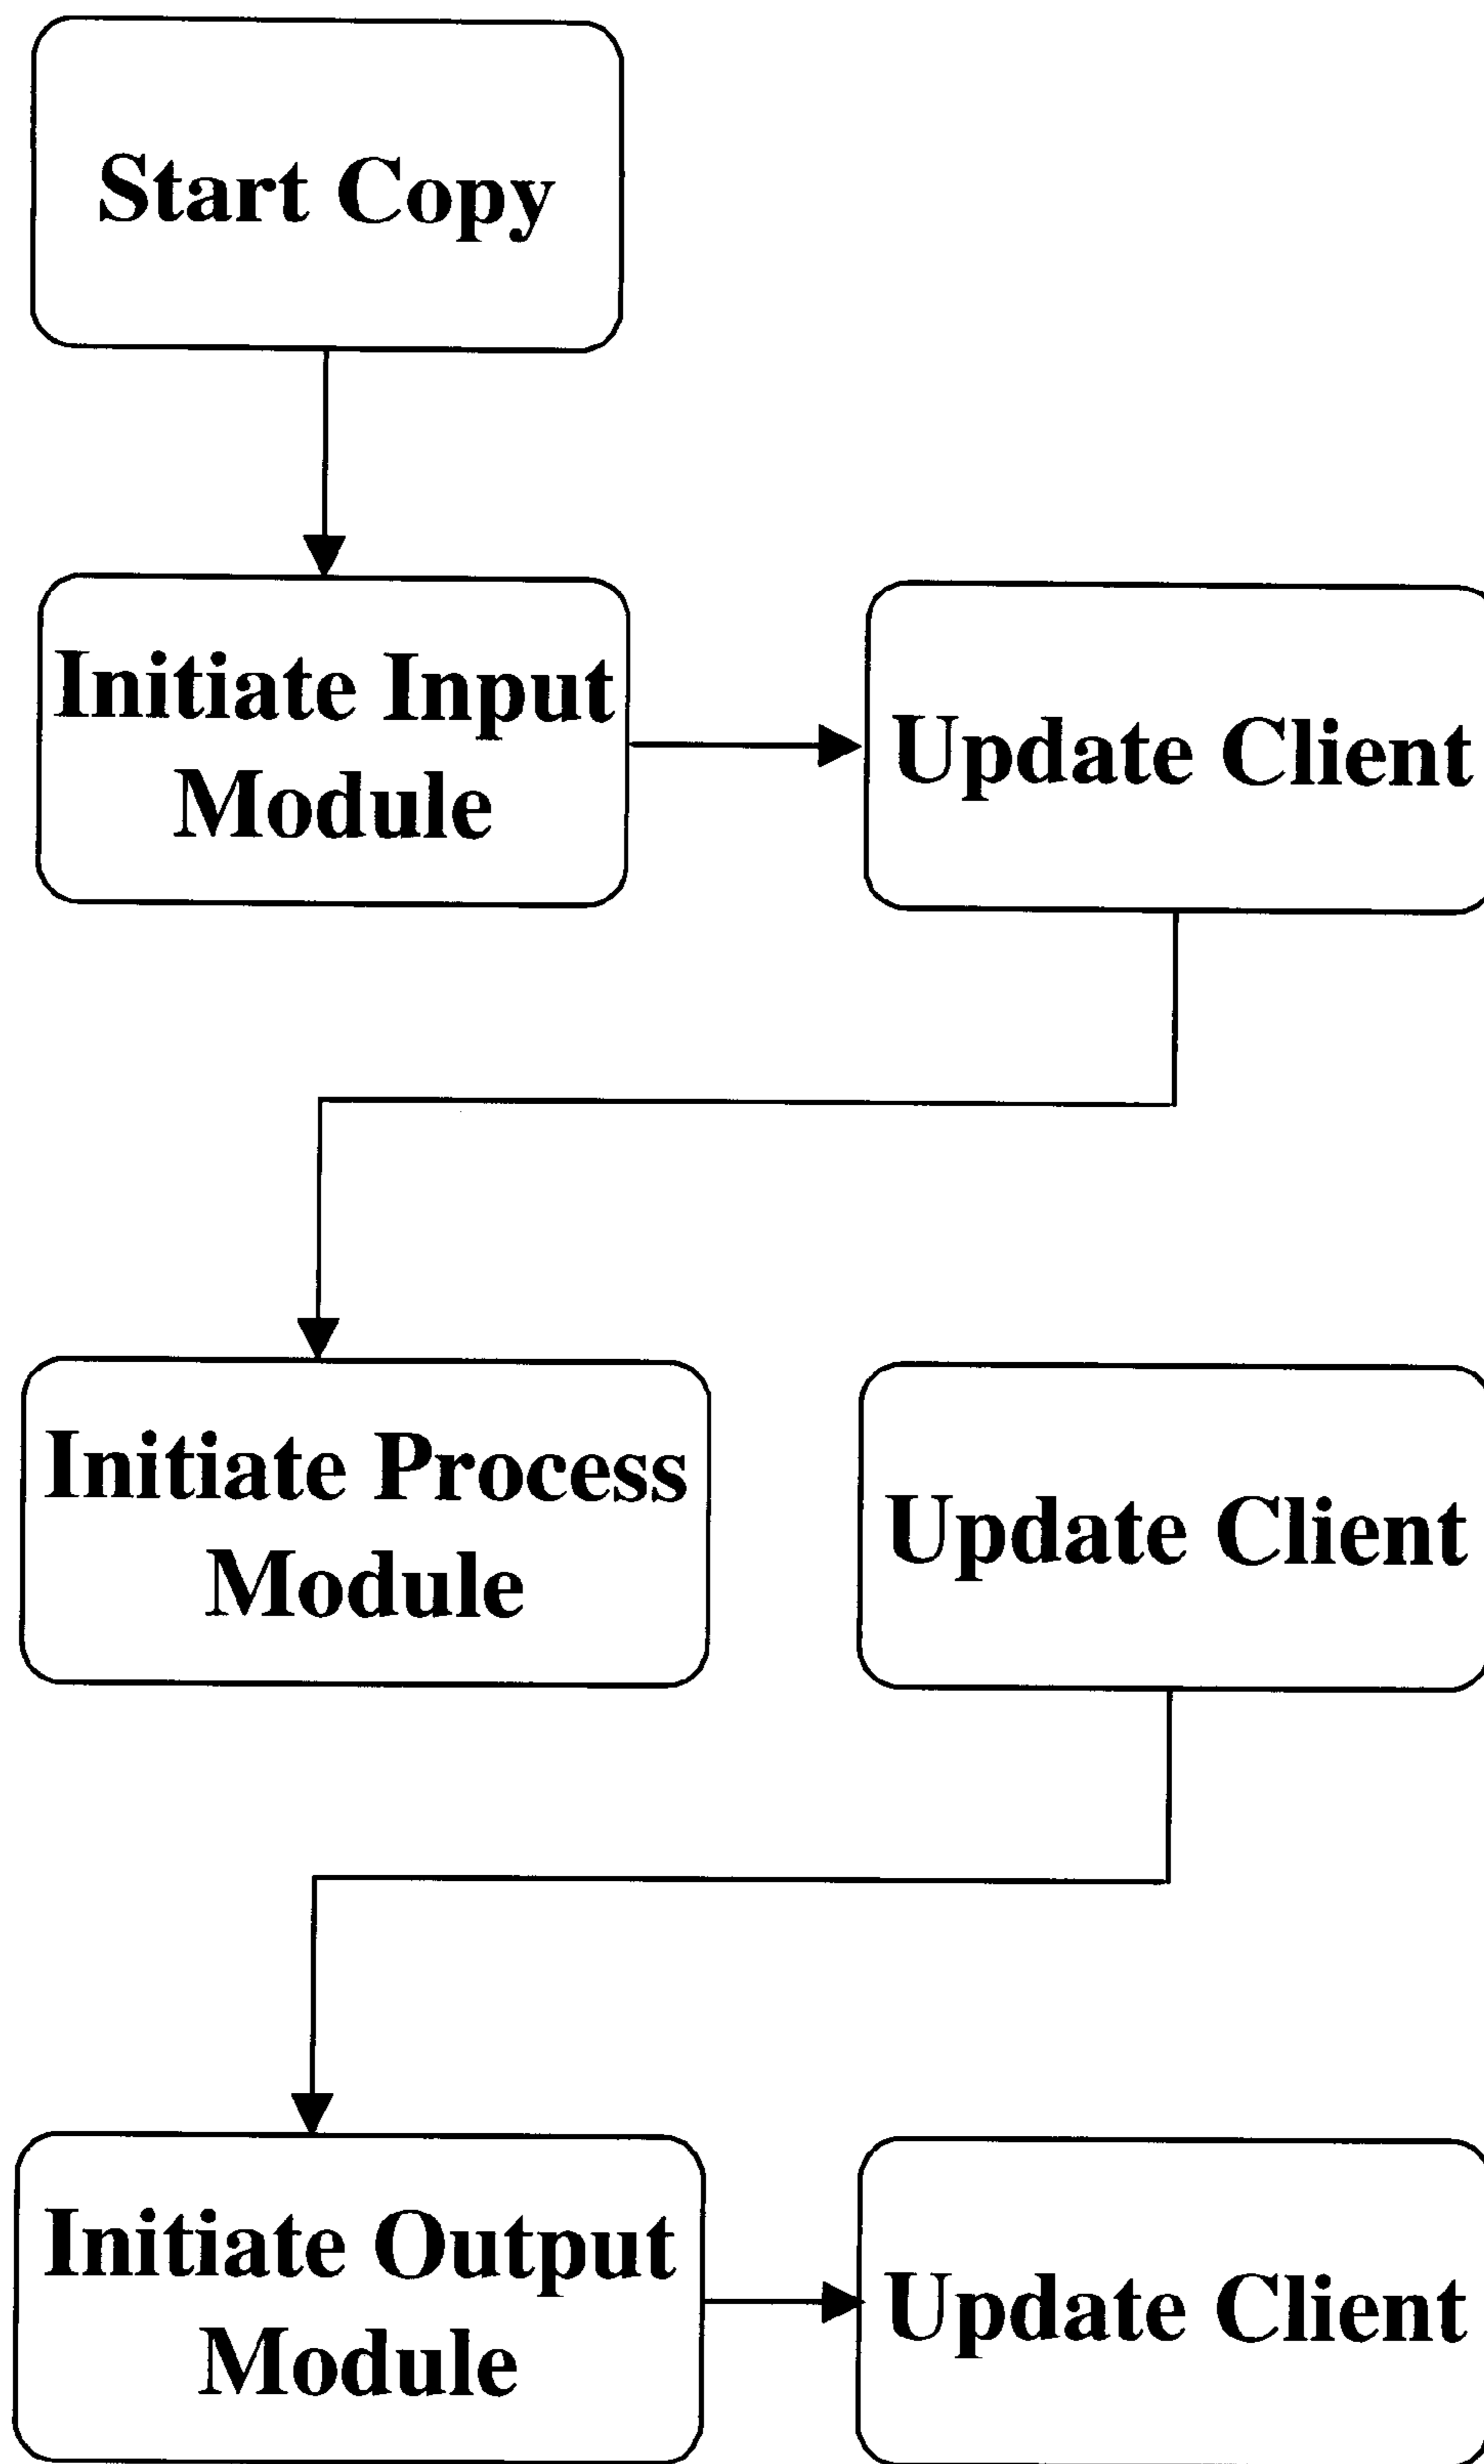 Start Copy
Initiate Input
Module
Update Client
Initiate Process
Module
Update Client
Initiate Output
Module
Update Client